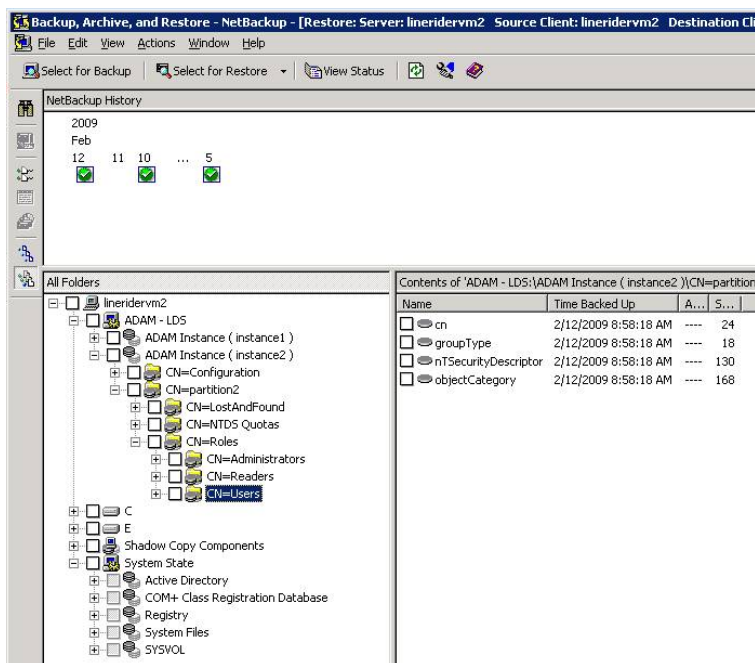 Backup, Archive, and Restore - NetBackup - [Restore: Server: lineridervm2 Source Client: lineridervm2 Destination Cli
File Edit View Actions Window Help
Select for Backup Select for Restore View Status
NetBackup History
2009
Feb
12 11 10 ... 5
All Folders
lineridervm2
ADAM - LDS
ADAM Instance ( instance1 )
ADAM Instance ( instance2 )
CN=Configuration
CN=partition2
CN=LostAndFound
CN=NTDS Quotas
CN=Roles
CN=Administrators
CN=Readers
CN=Users
C
E
Shadow Copy Components
System State
Active Directory
COM+ Class Registration Database
Registry
System Files
SYSVOL
Contents of 'ADAM - LDS:\ADAM Instance ( instance2 )\CN=partition
Name Time Backed Up A... S...
cn 2/12/2009 8:58:18 AM ---- 24
groupType 2/12/2009 8:58:18 AM ---- 18
nTSecurityDescriptor 2/12/2009 8:58:18 AM ---- 130
objectCategory 2/12/2009 8:58:18 AM ---- 168